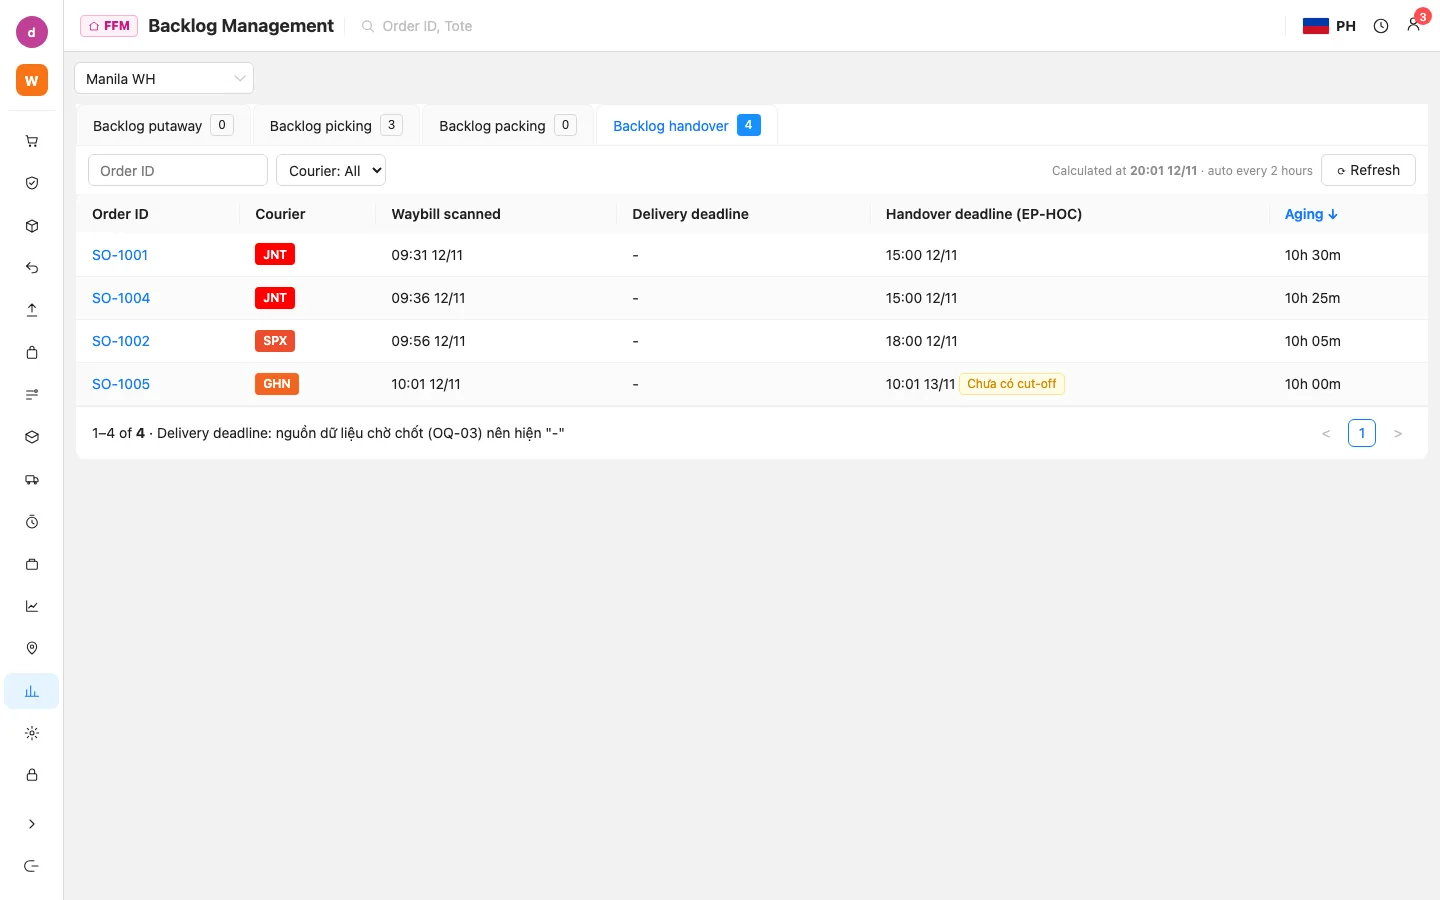 d
FFM Backlog Management Order ID, Tote PH 3
W
Manila WH
Backlog putaway 0 Backlog picking 3 Backlog packing 0 Backlog handover 4
Order ID Courier: All Calculated at 20:01 12/11 · auto every 2 hours Refresh
Order ID Courier Waybill scanned Delivery deadline Handover deadline (EP-HOC) Aging ↓
SO-1001 JNT 09:31 12/11 - 15:00 12/11 10h 30m
SO-1004 JNT 09:36 12/11 - 15:00 12/11 10h 25m
SO-1002 SPX 09:56 12/11 - 18:00 12/11 10h 05m
SO-1005 GHN 10:01 12/11 - 10:01 13/11 Chưa có cut-off 10h 00m
1–4 of 4 · Delivery deadline: nguồn dữ liệu chờ chốt (OQ-03) nên hiện "-" < 1 >